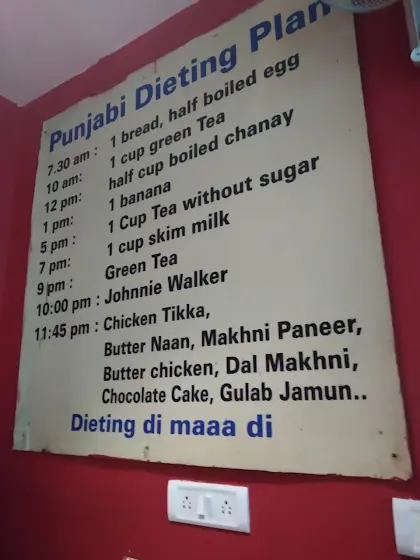 Punjabi Dieting Plan
7.30 am : 1 bread, half boiled egg
10 am: 1 cup green Tea
12 pm: half cup boiled chanay
1 pm: 1 banana
5 pm : 1 Cup Tea without sugar
7 pm: 1 cup skim milk
9 pm : Green Tea
10:00 pm : Johnnie Walker
11:45 pm : Chicken Tikka,
Butter Naan, Makhni Paneer,
Butter chicken, Dal Makhni,
Chocolate Cake, Gulab Jamun..
Dieting di maaa di